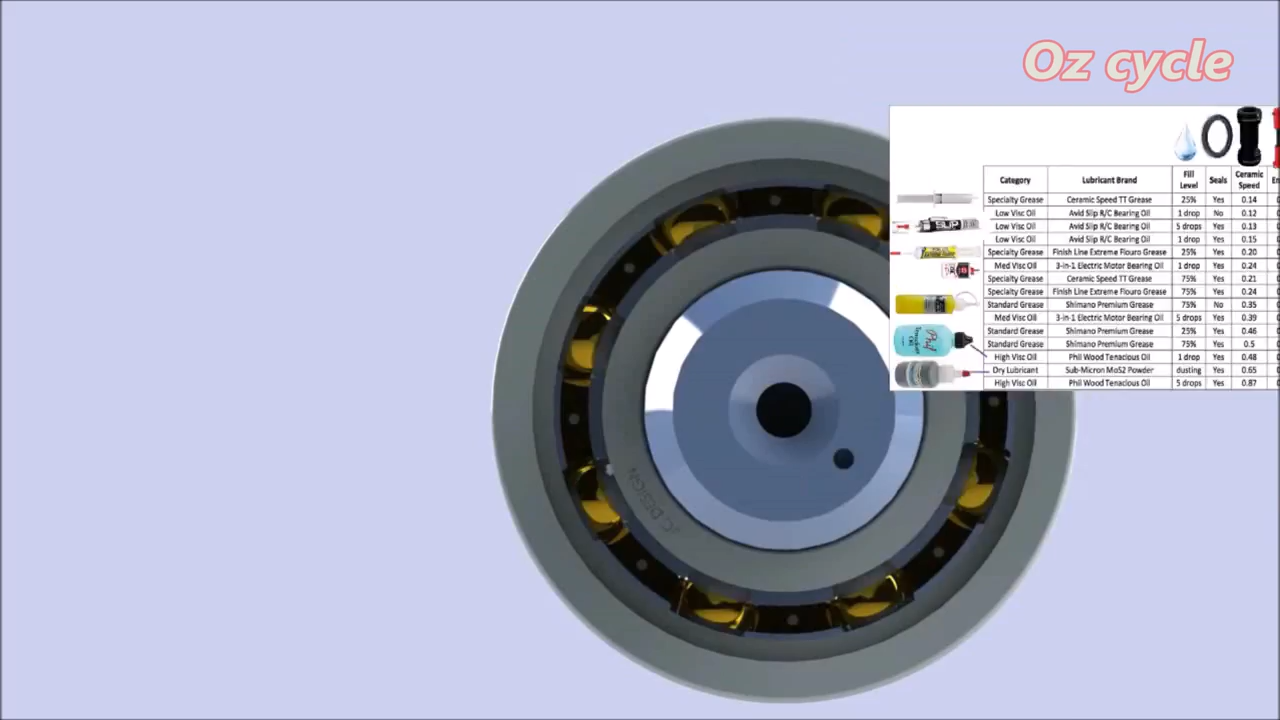 Oz cycle
Category Lubricant Brand Fill Level Seals Ceramic Speed
Specialty Grease Ceramic Speed TT Grease 25% Yes 0.14
Low Visc Oil Avid Slip R/C Bearing Oil 1 drop No 0.12
Low Visc Oil Avid Slip R/C Bearing Oil 5 drops Yes 0.13
Low Visc Oil Avid Slip R/C Bearing Oil 1 drop Yes 0.15
Specialty Grease Finish Line Extreme Flouro Grease 25% Yes 0.20
Med Visc Oil 3-in-1 Electric Motor Bearing Oil 1 drop Yes 0.24
Specialty Grease Ceramic Speed TT Grease 75% Yes 0.21
Specialty Grease Finish Line Extreme Flouro Grease 75% Yes 0.24
Standard Grease Shimano Premium Grease 75% No 0.35
Med Visc Oil 3-in-1 Electric Motor Bearing Oil 5 drops Yes 0.39
Standard Grease Shimano Premium Grease 25% Yes 0.46
Standard Grease Shimano Premium Grease 75% Yes 0.5
High Visc Oil Phil Wood Tenacious Oil 1 drop Yes 0.48
Dry Lubricant Sub-Micron MoS2 Powder dusting Yes 0.65
High Visc Oil Phil Wood Tenacious Oil 5 drops Yes 0.87
SLIP
Phil
JC DESIGN